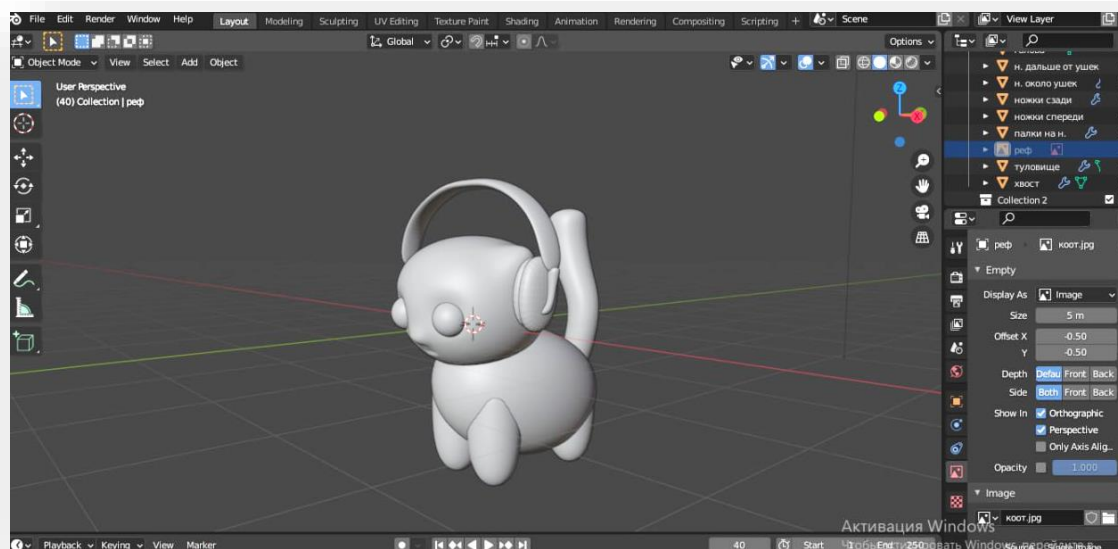 File Edit Render Window Help Layout Modeling Sculpting UV Editing Texture Paint Shading Animation Rendering Compositing Scripting + Scene View Layer
Global Options
Object Mode View Select Add Object
User Perspective
(40) Collection | реф
Z
X
н. дальше от ушек
н. около ушек
ножки сзади
ножки спереди
палки на н.
реф
туловище
хвост
Collection 2
реф коот.jpg
Empty
Display As Image
Size 5 m
Offset X -0.50
Y -0.50
Depth Defau Front Back
Side Both Front Back
Show In Orthographic
Perspective
Only Axis Alig...
Opacity 1.000
Image
коот.jpg
Активация Windows
Playback Keying View Marker 40 Start 1 End 250